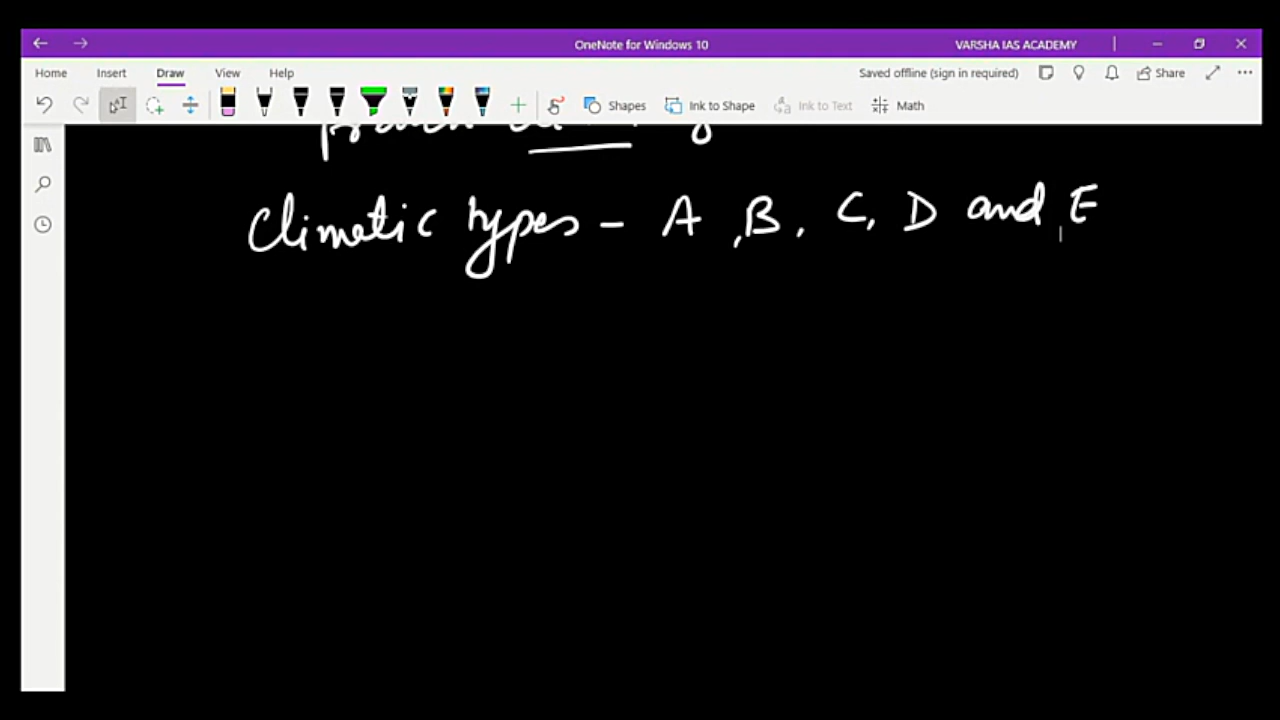 OneNote for Windows 10 VARSHA IAS ACADEMY
Home Insert Draw View Help Saved offline (sign in required) Share
Shapes Ink to Shape Ink to Text Math
Climatic types - A, B, C, D and E